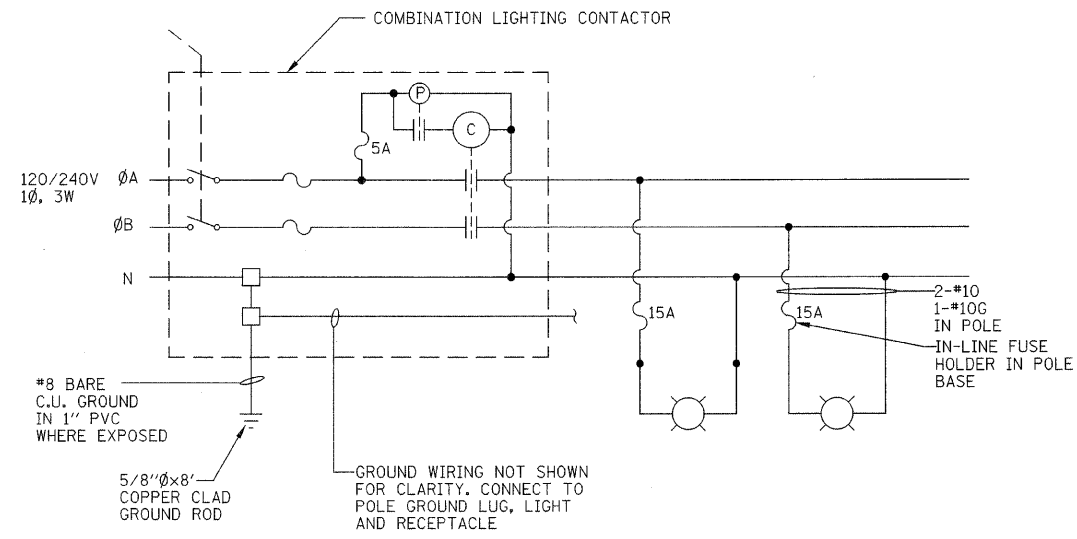 COMBINATION LIGHTING CONTACTOR
P
C
5A
120/240V
1Ø, 3W
ØA
ØB
N
15A
15A
2-#10
1-#10G
IN POLE
IN-LINE FUSE
HOLDER IN POLE
BASE
#8 BARE
C.U. GROUND
IN 1" PVC
WHERE EXPOSED
5/8"Øx8'
COPPER CLAD
GROUND ROD
GROUND WIRING NOT SHOWN
FOR CLARITY. CONNECT TO
POLE GROUND LUG, LIGHT
AND RECEPTACLE